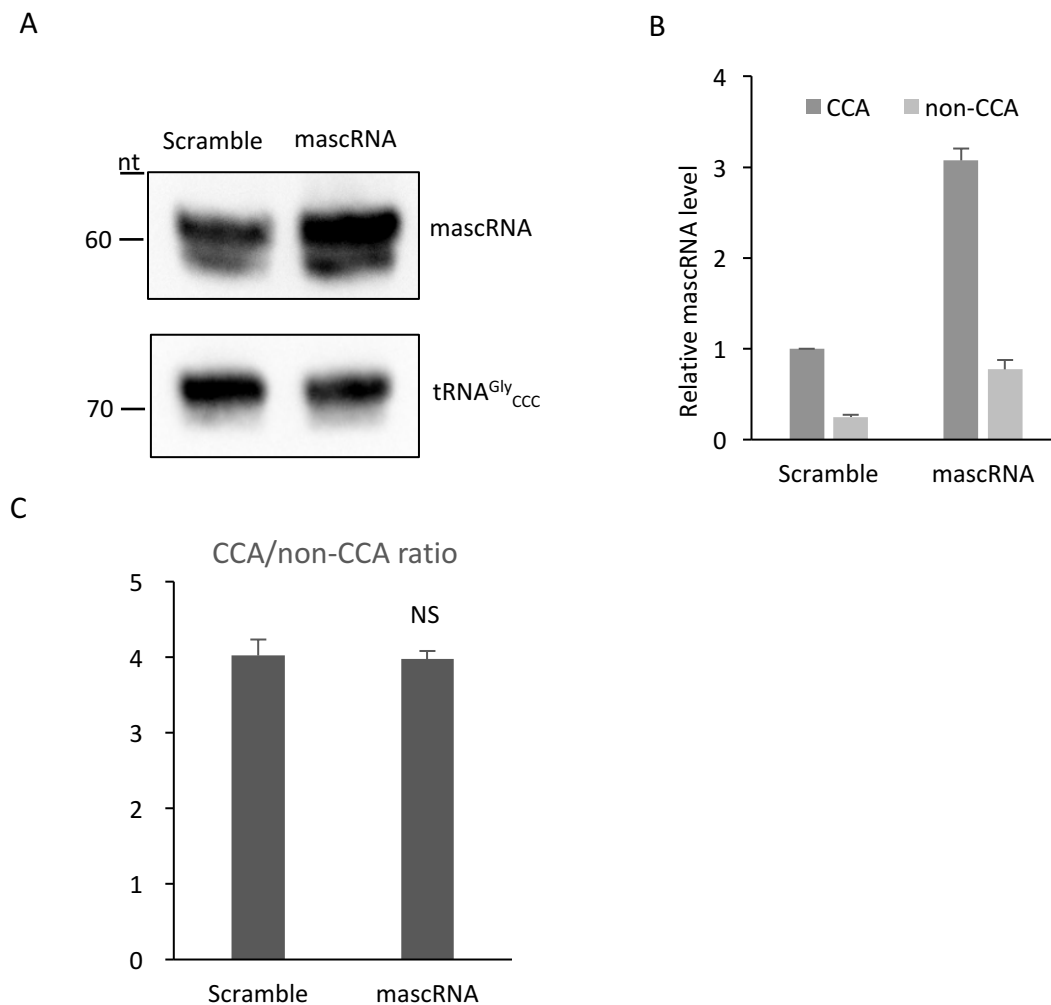 A
Scramble mascRNA
nt
60
mascRNA
70
tRNA^Gly_CCC
B
Relative mascRNA level
4
3
2
1
0
CCA non-CCA
Scramble mascRNA
C
CCA/non-CCA ratio
5
4
3
2
1
0
NS
Scramble mascRNA